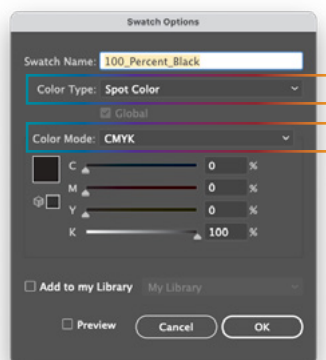 Swatch Options
Swatch Name: 100_Percent_Black
Color Type: Spot Color
Global
Color Mode: CMYK
C 0 %
M 0 %
Y 0 %
K 100 %
Add to my Library My Library
Preview Cancel OK